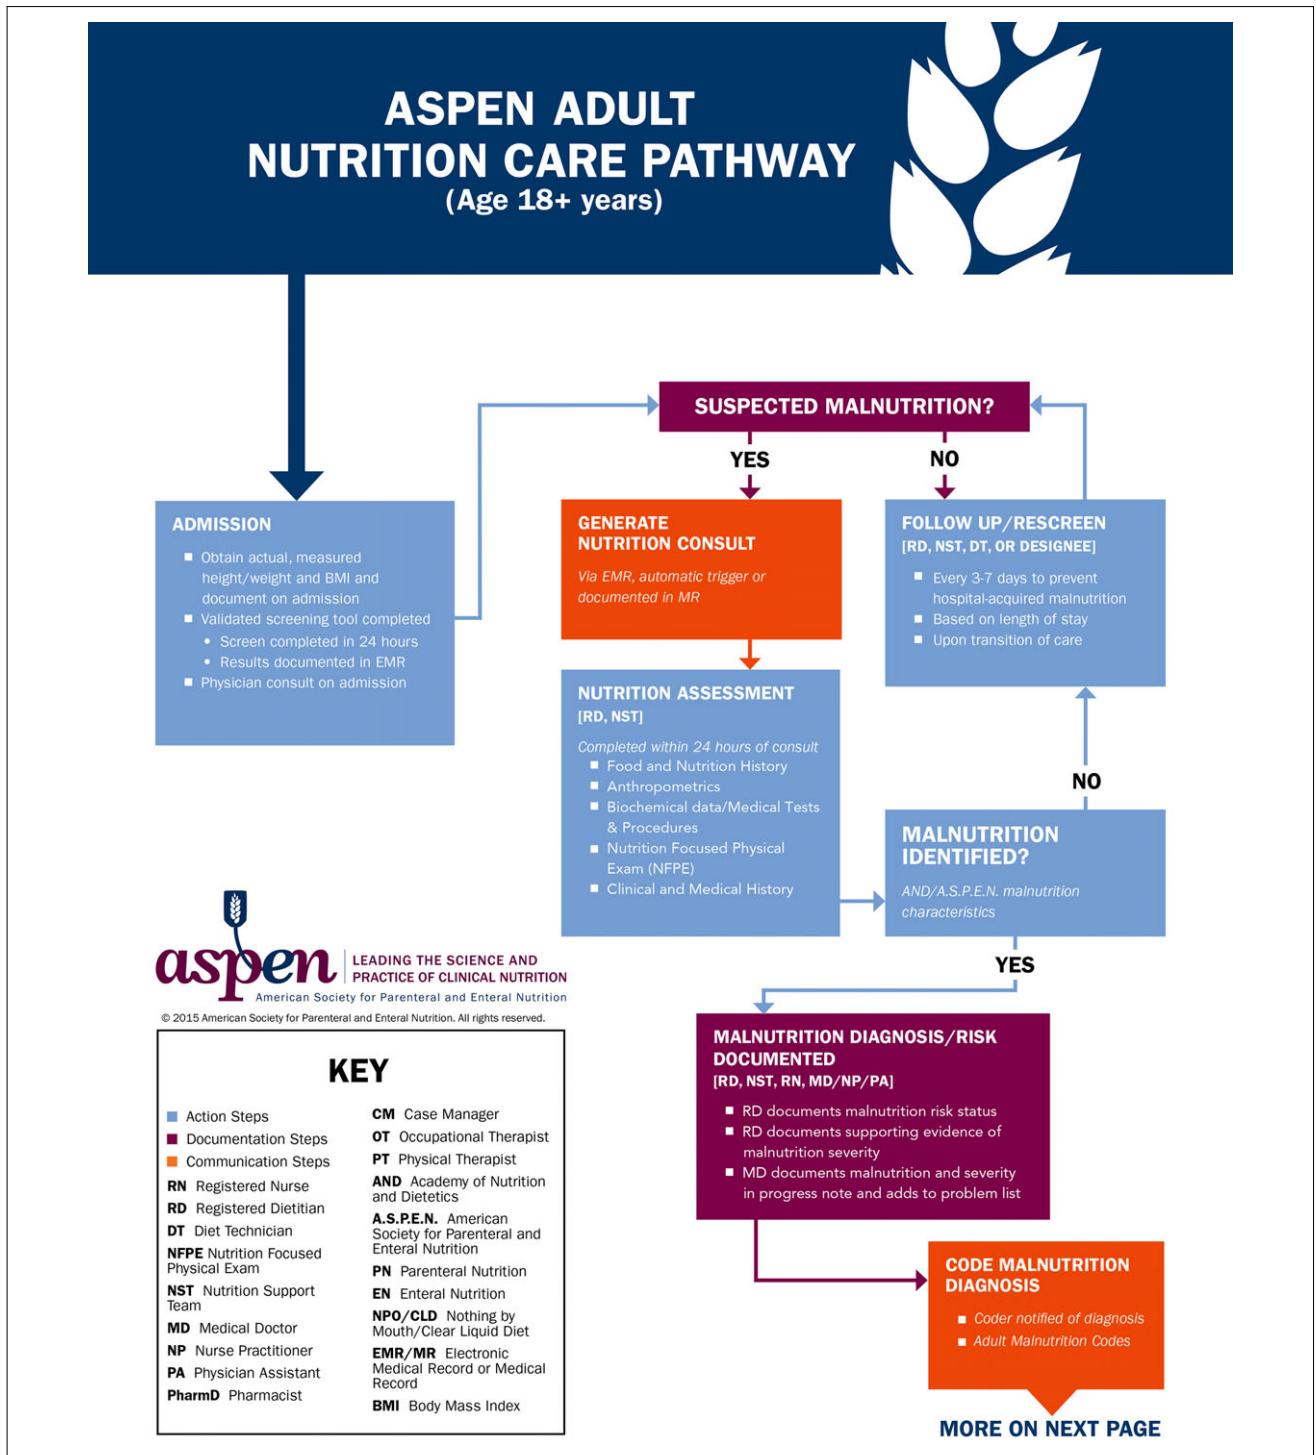 ASPEN ADULT
NUTRITION CARE PATHWAY
(Age 18+ years)
SUSPECTED MALNUTRITION?
YES
NO
ADMISSION
■ Obtain actual, measured
height/weight and BMI and
document on admission
■ Validated screening tool completed
• Screen completed in 24 hours
• Results documented in EMR
■ Physician consult on admission
GENERATE
NUTRITION CONSULT
Via EMR, automatic trigger or
documented in MR
FOLLOW UP/RESCREEN
[RD, NST, DT, OR DESIGNEE]
■ Every 3-7 days to prevent
hospital-acquired malnutrition
■ Based on length of stay
■ Upon transition of care
NUTRITION ASSESSMENT
[RD, NST]
Completed within 24 hours of consult
■ Food and Nutrition History
■ Anthropometrics
■ Biochemical data/Medical Tests
& Procedures
■ Nutrition Focused Physical
Exam (NFPE)
■ Clinical and Medical History
NO
MALNUTRITION
IDENTIFIED?
AND/A.S.P.E.N. malnutrition
characteristics
YES
MALNUTRITION DIAGNOSIS/RISK
DOCUMENTED
[RD, NST, RN, MD/NP/PA]
■ RD documents malnutrition risk status
■ RD documents supporting evidence of
malnutrition severity
■ MD documents malnutrition and severity
in progress note and adds to problem list
CODE MALNUTRITION
DIAGNOSIS
■ Coder notified of diagnosis
■ Adult Malnutrition Codes
MORE ON NEXT PAGE
aspen
LEADING THE SCIENCE AND
PRACTICE OF CLINICAL NUTRITION
American Society for Parenteral and Enteral Nutrition
© 2015 American Society for Parenteral and Enteral Nutrition. All rights reserved.
KEY
Action Steps
Documentation Steps
Communication Steps
RN Registered Nurse
RD Registered Dietitian
DT Diet Technician
NFPE Nutrition Focused
Physical Exam
NST Nutrition Support
Team
MD Medical Doctor
NP Nurse Practitioner
PA Physician Assistant
PharmD Pharmacist
CM Case Manager
OT Occupational Therapist
PT Physical Therapist
AND Academy of Nutrition
and Dietetics
A.S.P.E.N. American
Society for Parenteral and
Enteral Nutrition
PN Parenteral Nutrition
EN Enteral Nutrition
NPO/CLD Nothing by
Mouth/Clear Liquid Diet
EMR/MR Electronic
Medical Record or Medical
Record
BMI Body Mass Index